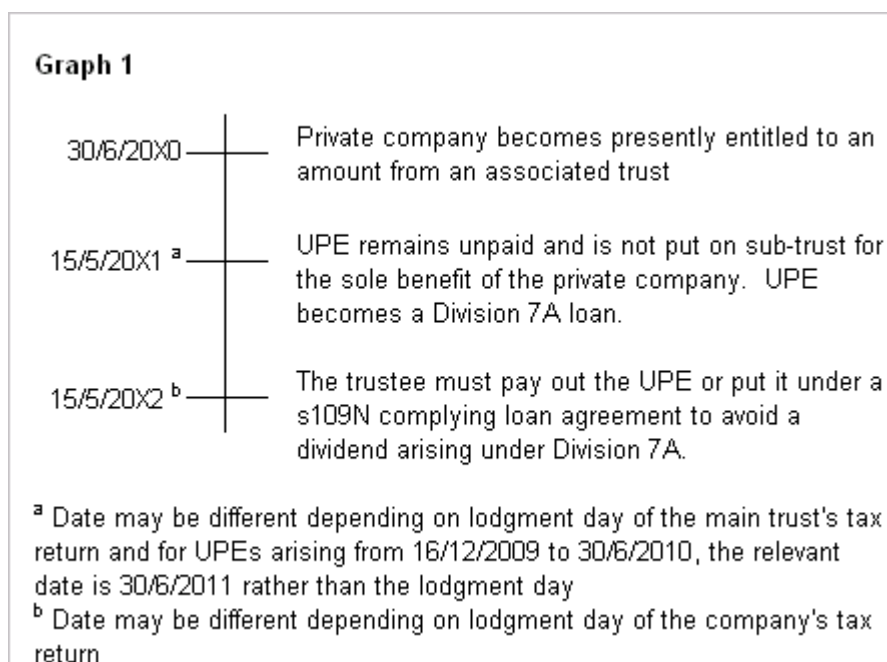 Graph 1
30/6/20X0
Private company becomes presently entitled to an
amount from an associated trust
15/5/20X1 a
UPE remains unpaid and is not put on sub-trust for
the sole benefit of the private company. UPE
becomes a Division 7A loan.
15/5/20X2 b
The trustee must pay out the UPE or put it under a
s109N complying loan agreement to avoid a
dividend arising under Division 7A.
a Date may be different depending on lodgment day of the main trust's tax
return and for UPEs arising from 16/12/2009 to 30/6/2010, the relevant
date is 30/6/2011 rather than the lodgment day
b Date may be different depending on lodgment day of the company's tax
return